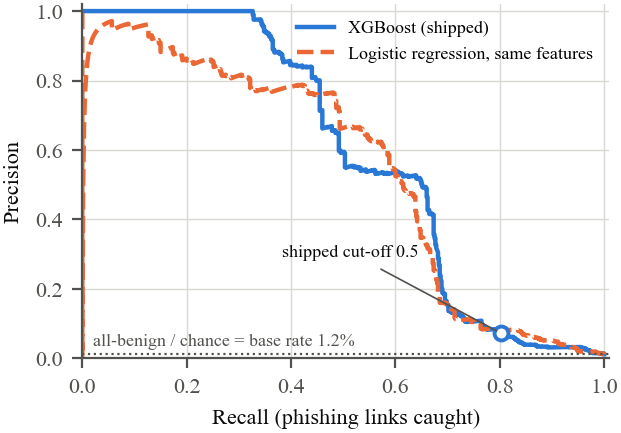 XGBoost (shipped)
Logistic regression, same features
1.0
0.8
0.6
0.4
0.2
0.0
Precision
shipped cut-off 0.5
all-benign / chance = base rate 1.2%
0.0 0.2 0.4 0.6 0.8 1.0
Recall (phishing links caught)